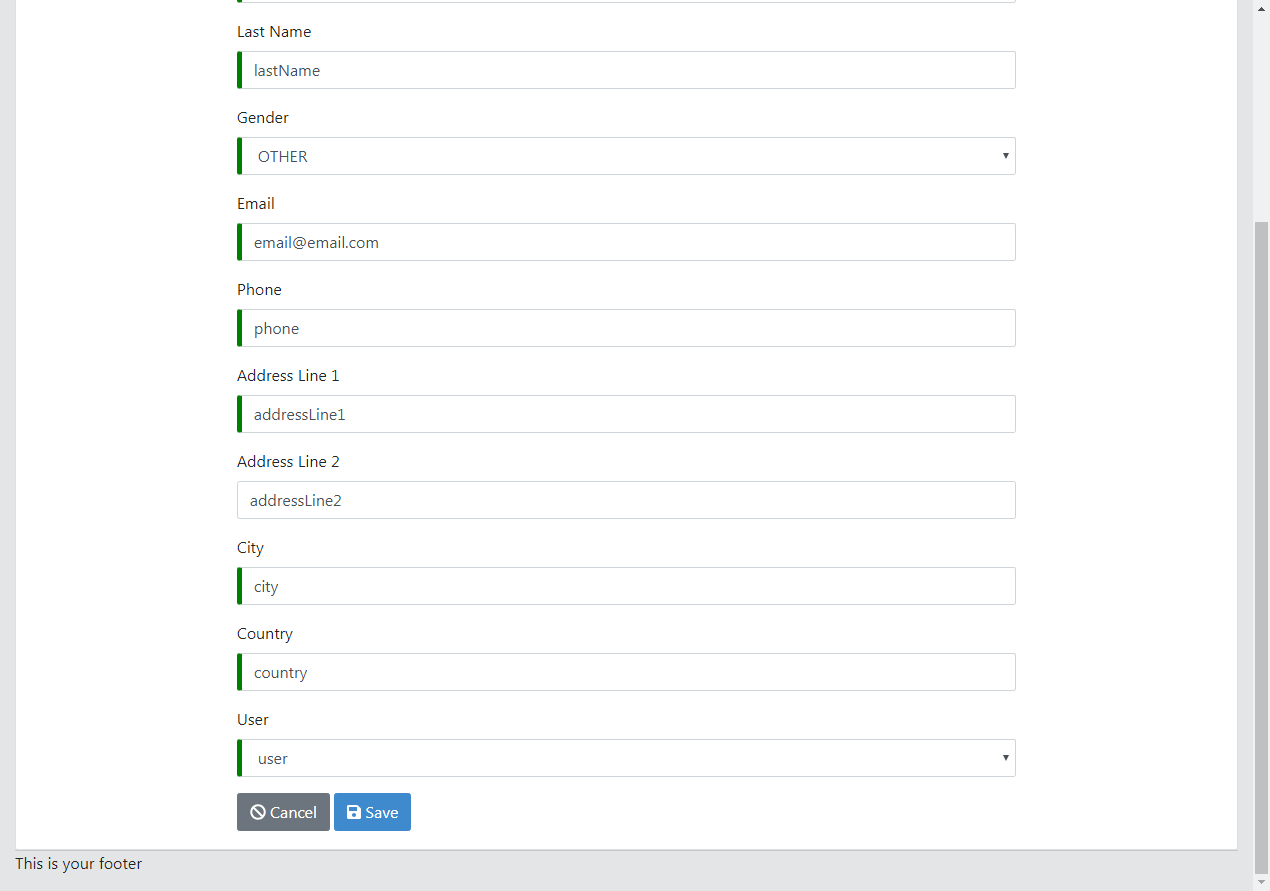 Last Name
lastName
Gender
OTHER
Email
email@email.com
Phone
phone
Address Line 1
addressLine1
Address Line 2
addressLine2
City
city
Country
country
User
user
Cancel Save
This is your footer